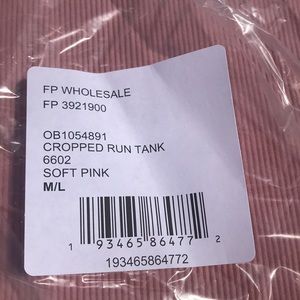 FP WHOLESALE
FP 3921900
OB1054891
CROPPED RUN TANK
6602
SOFT PINK
M/L
1 93465 86477 2
193465864772